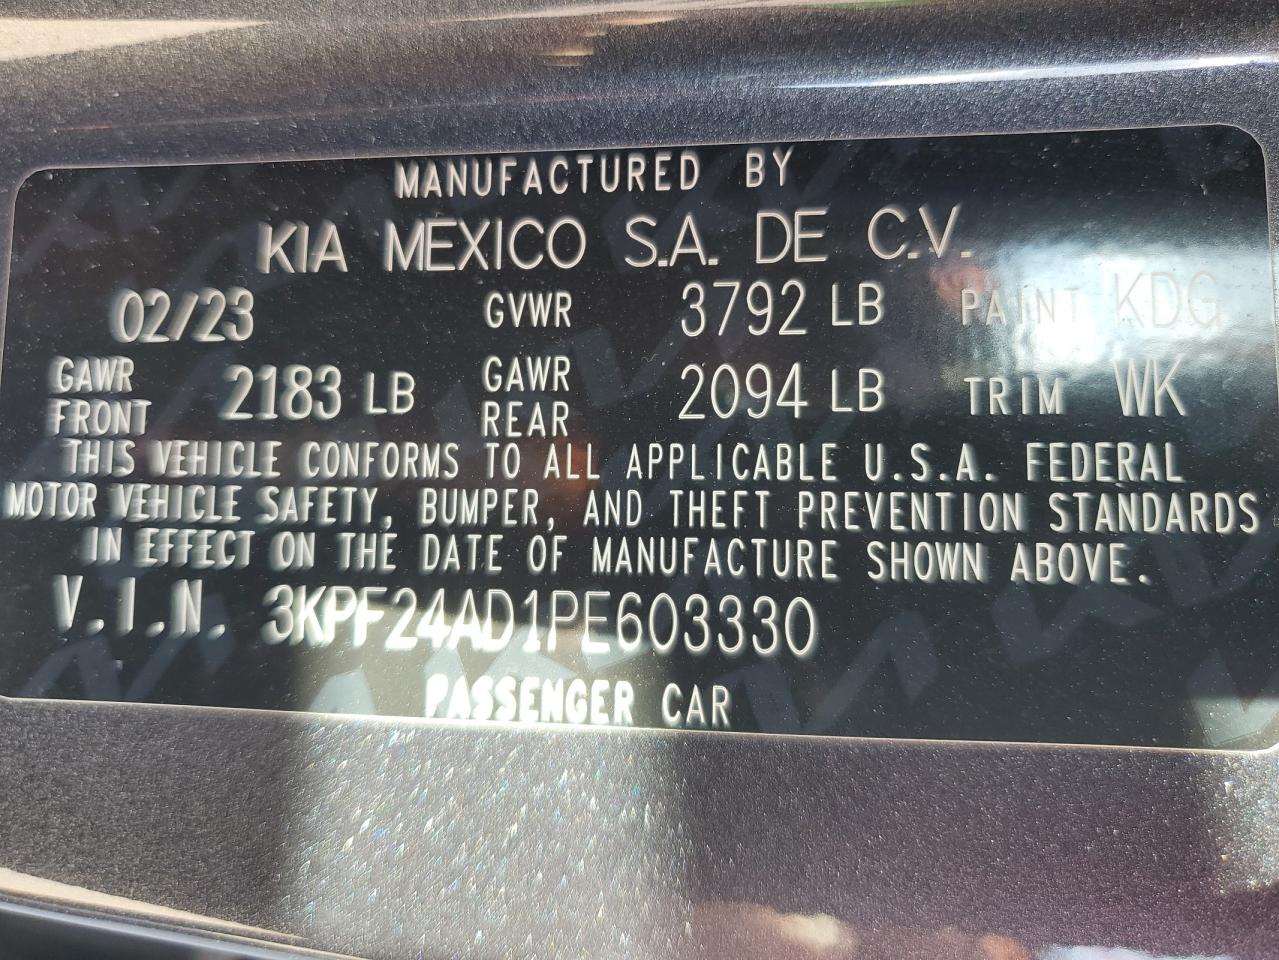 MANUFACTURED BY
KIA MEXICO S.A. DE C.V.
02/23 GVWR 3792 LB PAINT KDG
GAWR FRONT 2183 LB GAWR REAR 2094 LB TRIM WK
THIS VEHICLE CONFORMS TO ALL APPLICABLE U.S.A. FEDERAL
MOTOR VEHICLE SAFETY, BUMPER, AND THEFT PREVENTION STANDARDS
IN EFFECT ON THE DATE OF MANUFACTURE SHOWN ABOVE.
V.I.N. 3KPF24AD1PE603330
PASSENGER CAR